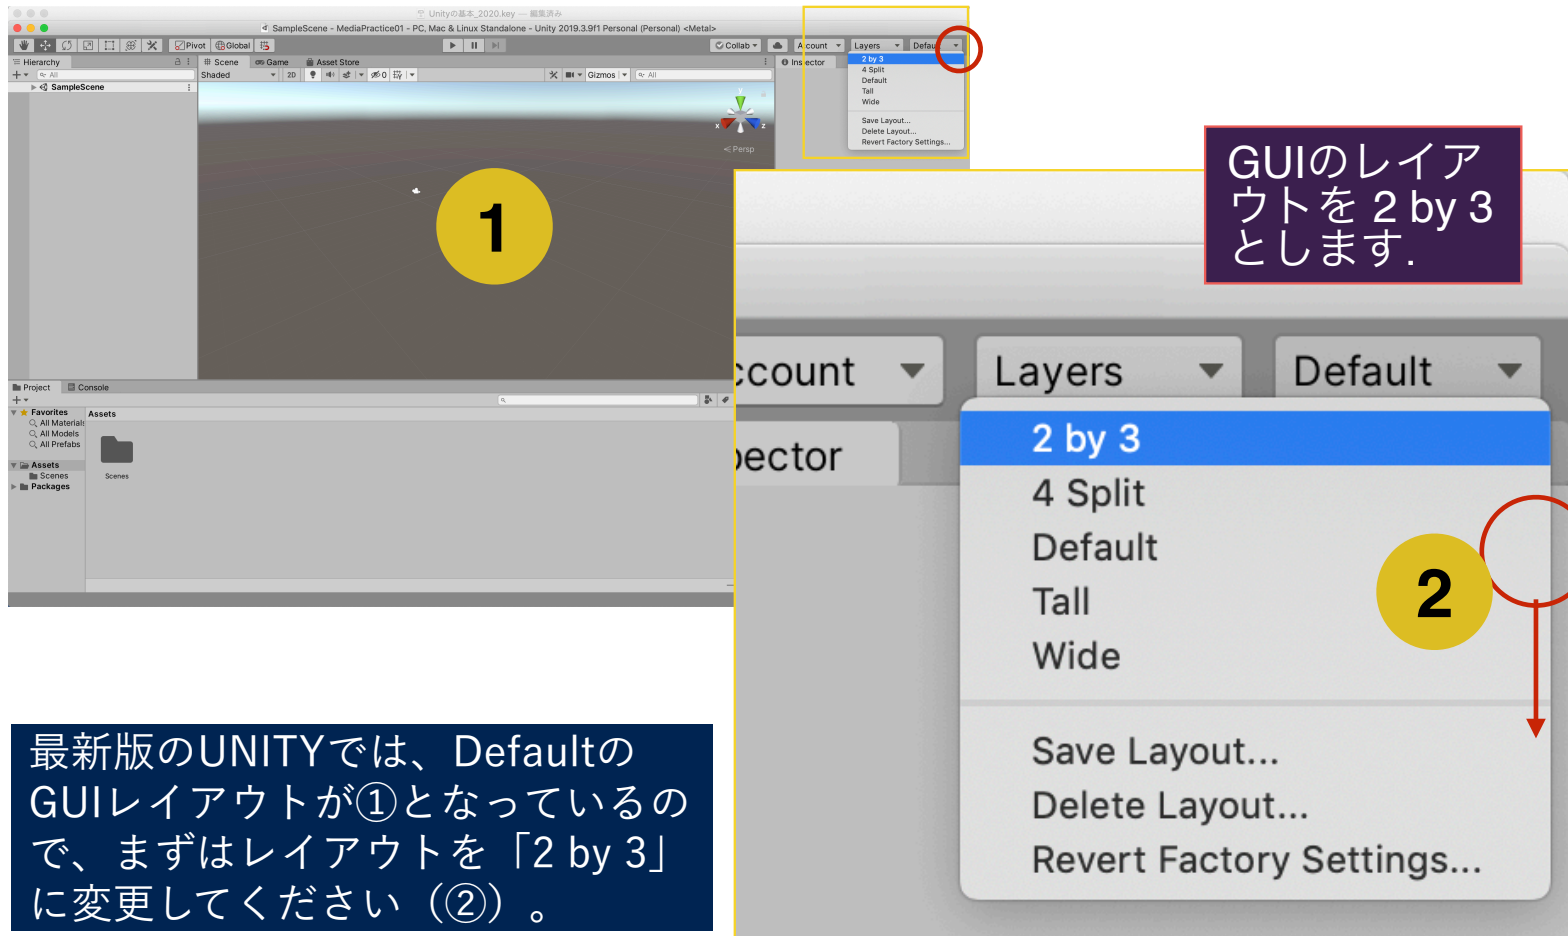 Unityの基本_2020.key — 編集済み
SampleScene - MediaPractice01 - PC, Mac & Linux Standalone - Unity 2019.3.9f1 Personal (Personal) <Metal>
Pivot Global Collab Account Layers Default
Hierarchy
All
SampleScene
Scene Game Asset Store
Shaded 2D 0 Gizmos All
y
x z
Persp
Inspector
2 by 3
4 Split
Default
Tall
Wide
Save Layout...
Delete Layout...
Revert Factory Settings...
1
Project Console
Favorites
All Materials
All Models
All Prefabs
Assets
Scenes
Packages
Assets
Scenes
GUIのレイア
ウトを 2 by 3
とします.
ccount Layers Default
pector
2 by 3
4 Split
Default
Tall
Wide
Save Layout...
Delete Layout...
Revert Factory Settings...
2
最新版のUNITYでは、Defaultの
GUIレイアウトが①となっているの
で、まずはレイアウトを「2 by 3」
に変更してください（②）。